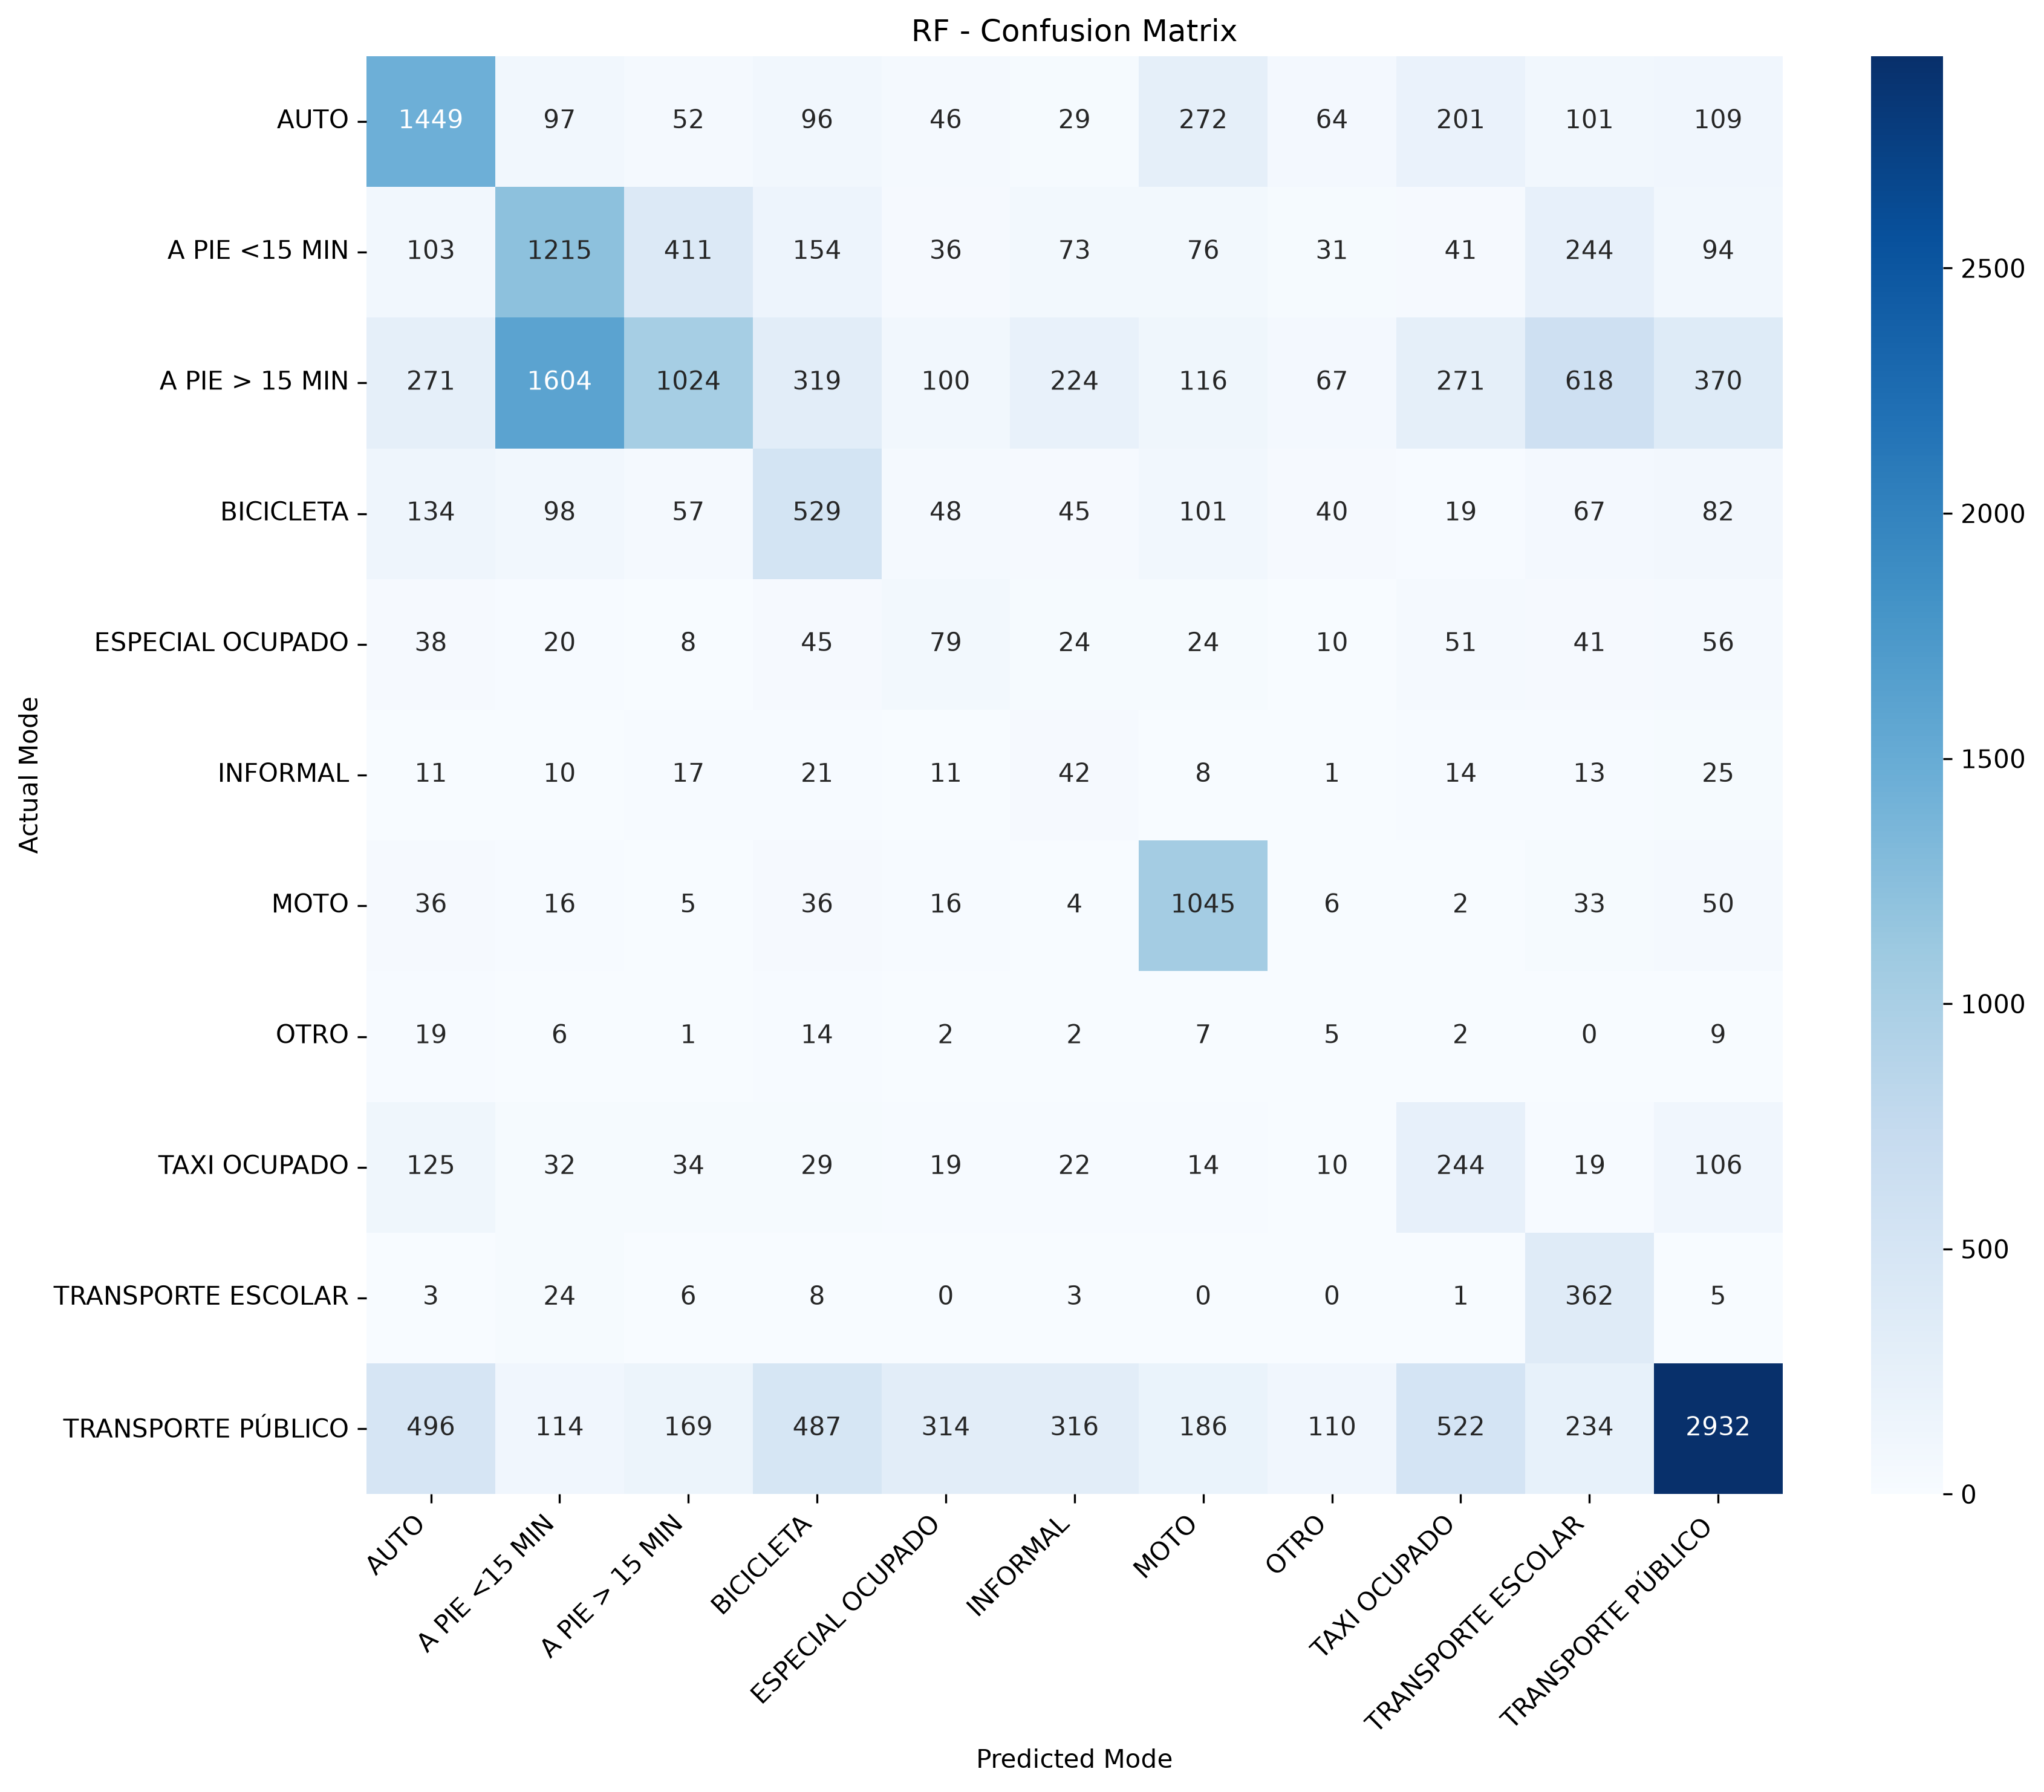 RF - Confusion Matrix
AUTO 1449 97 52 96 46 29 272 64 201 101 109
A PIE <15 MIN 103 1215 411 154 36 73 76 31 41 244 94
A PIE > 15 MIN 271 1604 1024 319 100 224 116 67 271 618 370
BICICLETA 134 98 57 529 48 45 101 40 19 67 82
ESPECIAL OCUPADO 38 20 8 45 79 24 24 10 51 41 56
INFORMAL 11 10 17 21 11 42 8 1 14 13 25
MOTO 36 16 5 36 16 4 1045 6 2 33 50
OTRO 19 6 1 14 2 2 7 5 2 0 9
TAXI OCUPADO 125 32 34 29 19 22 14 10 244 19 106
TRANSPORTE ESCOLAR 3 24 6 8 0 3 0 0 1 362 5
TRANSPORTE PÚBLICO 496 114 169 487 314 316 186 110 522 234 2932
Actual Mode
AUTO
A PIE <15 MIN
A PIE > 15 MIN
BICICLETA
ESPECIAL OCUPADO
INFORMAL
MOTO
OTRO
TAXI OCUPADO
TRANSPORTE ESCOLAR
TRANSPORTE PÚBLICO
Predicted Mode
2500
2000
1500
1000
500
0